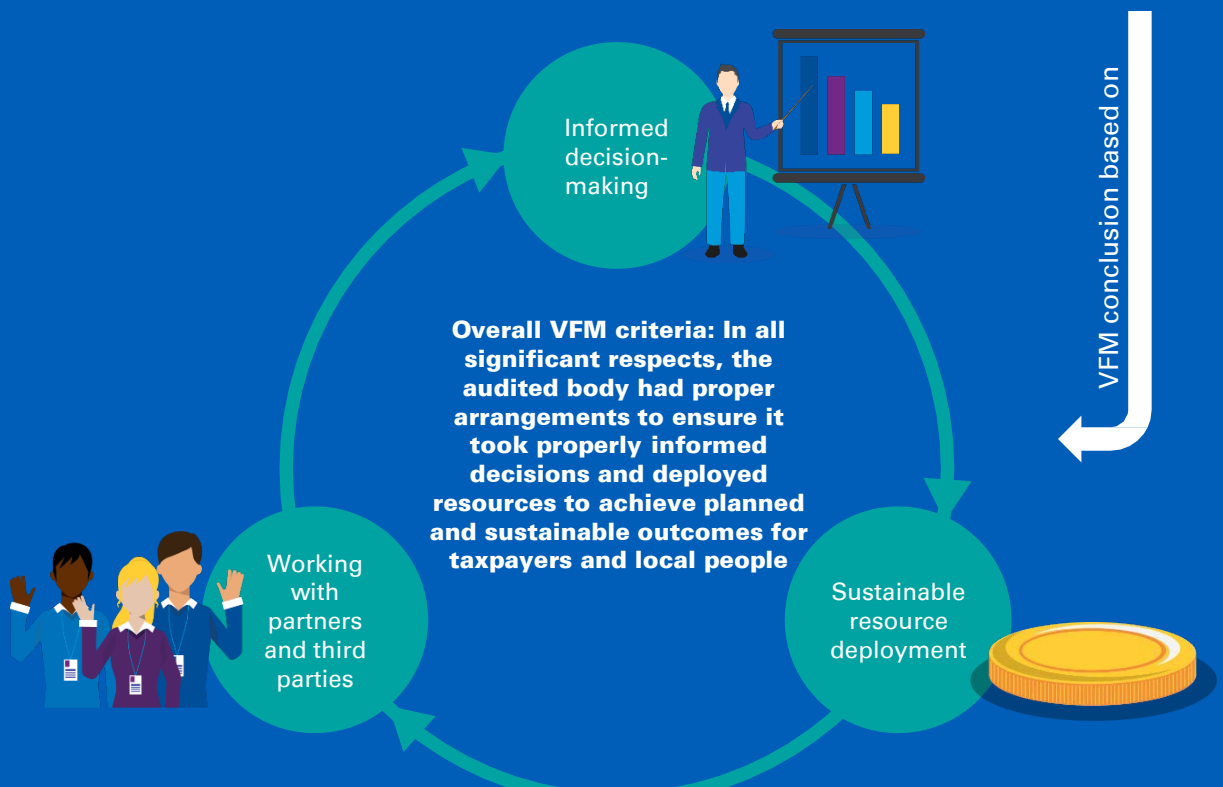 VFM conclusion based on
Informed
decision-
making
Overall VFM criteria: In all
significant respects, the
audited body had proper
arrangements to ensure it
took properly informed
decisions and deployed
resources to achieve planned
and sustainable outcomes for
taxpayers and local people
Working
with
partners
and third
parties
Sustainable
resource
deployment